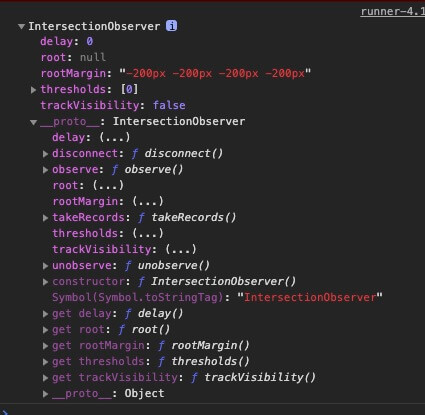 runner-4.1
IntersectionObserver i
delay: 0
root: null
rootMargin: "-200px -200px -200px -200px"
thresholds: [0]
trackVisibility: false
__proto__: IntersectionObserver
delay: (...)
disconnect: ƒ disconnect()
observe: ƒ observe()
root: (...)
rootMargin: (...)
takeRecords: ƒ takeRecords()
thresholds: (...)
trackVisibility: (...)
unobserve: ƒ unobserve()
constructor: ƒ IntersectionObserver()
Symbol(Symbol.toStringTag): "IntersectionObserver"
get delay: ƒ delay()
get root: ƒ root()
get rootMargin: ƒ rootMargin()
get thresholds: ƒ thresholds()
get trackVisibility: ƒ trackVisibility()
__proto__: Object